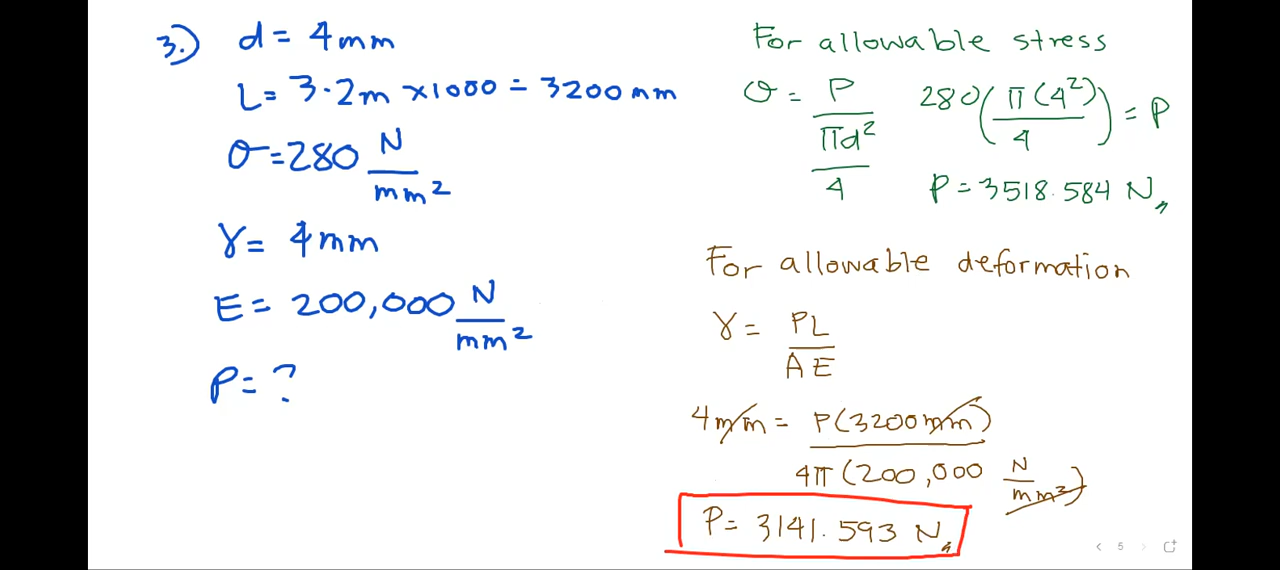 3.) d = 4mm
L = 3.2m x1000 = 3200 mm
σ = 280 N/mm²
γ = 4mm
E = 200,000 N/mm²
P = ?
For allowable stress
σ = P/(πd²/4)
280(π(4²)/4) = P
P = 3518.584 N,,
For allowable deformation
γ = PL/AE
4mm = P(3200mm)/4π(200,000 N/mm²)
P = 3141.593 N,,
5